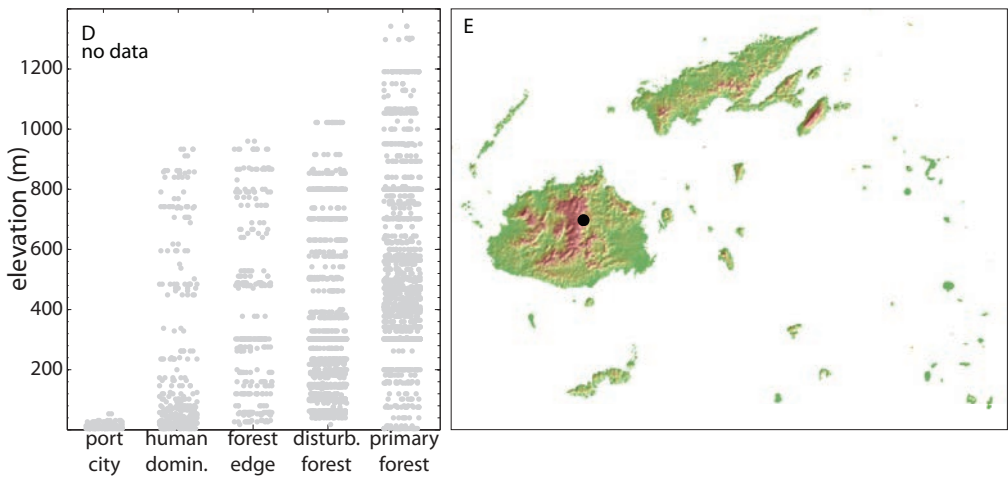 D
no data
elevation (m)
1200
1000
800
600
400
200
port
city
human
domin.
forest
edge
disturb.
forest
primary
forest
E